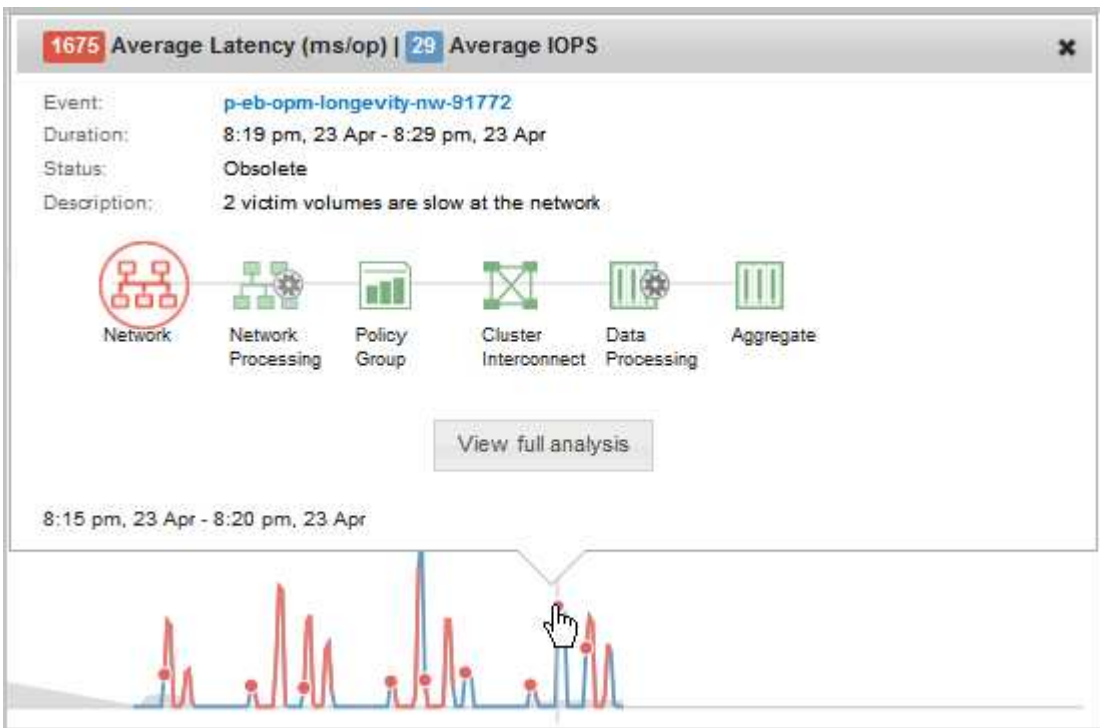 1675 Average Latency (ms/op) | 29 Average IOPS
Event: p-eb-opm-longevity-nw-91772
Duration: 8:19 pm, 23 Apr - 8:29 pm, 23 Apr
Status: Obsolete
Description: 2 victim volumes are slow at the network
Network
Network Processing
Policy Group
Cluster Interconnect
Data Processing
Aggregate
View full analysis
8:15 pm, 23 Apr - 8:20 pm, 23 Apr